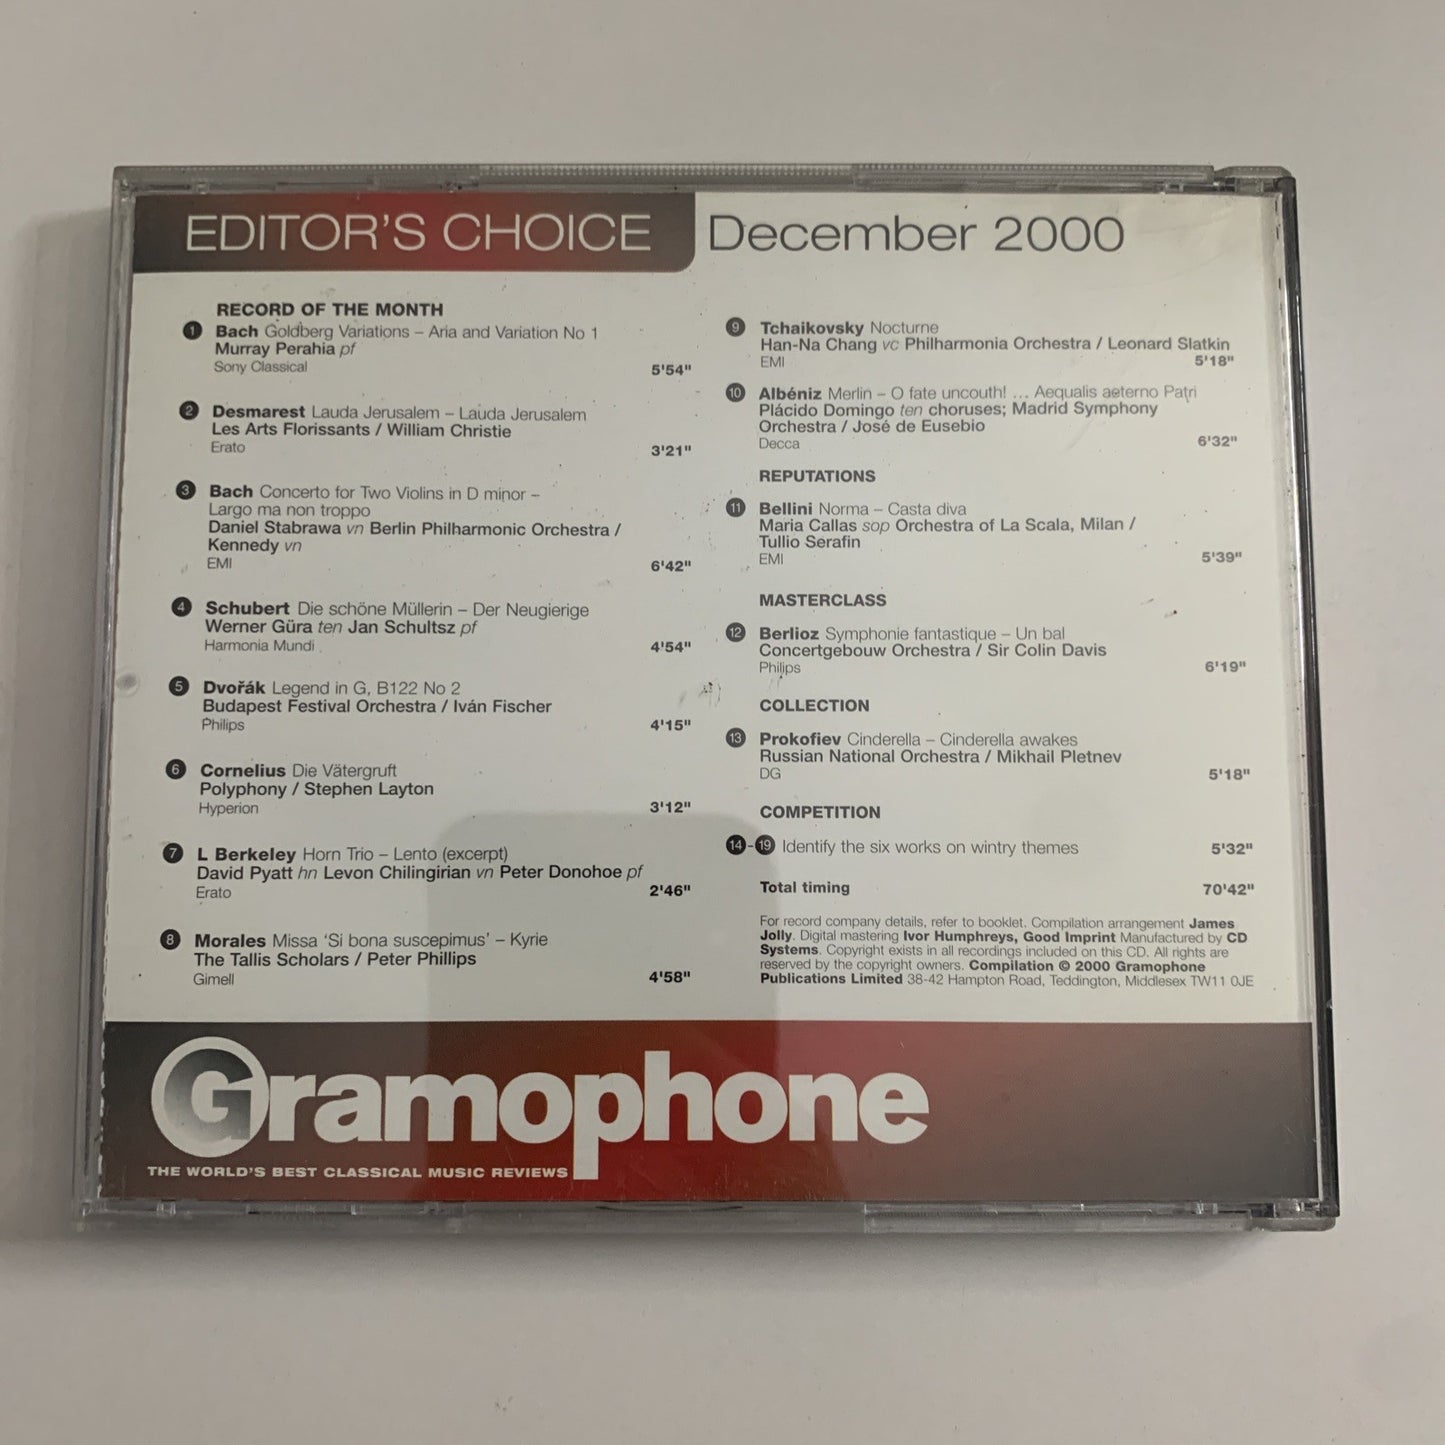 EDITOR'S CHOICE December 2000
RECORD OF THE MONTH
1 Bach Goldberg Variations – Aria and Variation No 1
Murray Perahia pf
Sony Classical 5'54"
2 Desmarest Lauda Jerusalem – Lauda Jerusalem
Les Arts Florissants / William Christie
Erato 3'21"
3 Bach Concerto for Two Violins in D minor –
Largo ma non troppo
Daniel Stabrawa vn Berlin Philharmonic Orchestra /
Kennedy vn
EMI 6'42"
4 Schubert Die schöne Müllerin – Der Neugierige
Werner Güra ten Jan Schultsz pf
Harmonia Mundi 4'54"
5 Dvořák Legend in G, B122 No 2
Budapest Festival Orchestra / Iván Fischer
Philips 4'15"
6 Cornelius Die Vätergruft
Polyphony / Stephen Layton
Hyperion 3'12"
7 L Berkeley Horn Trio – Lento (excerpt)
David Pyatt hn Levon Chilingirian vn Peter Donohoe pf
Erato 2'46"
8 Morales Missa 'Si bona suscepimus' – Kyrie
The Tallis Scholars / Peter Phillips
Gimell 4'58"
9 Tchaikovsky Nocturne
Han-Na Chang vc Philharmonia Orchestra / Leonard Slatkin
EMI 5'18"
10 Albéniz Merlin – O fate uncouth! ... Aequalis aeterno Patri
Plácido Domingo ten choruses; Madrid Symphony
Orchestra / José de Eusebio
Decca 6'32"
REPUTATIONS
11 Bellini Norma – Casta diva
Maria Callas sop Orchestra of La Scala, Milan /
Tullio Serafin
EMI 5'39"
MASTERCLASS
12 Berlioz Symphonie fantastique – Un bal
Concertgebouw Orchestra / Sir Colin Davis
Philips 6'19"
COLLECTION
13 Prokofiev Cinderella – Cinderella awakes
Russian National Orchestra / Mikhail Pletnev
DG 5'18"
COMPETITION
14-19 Identify the six works on wintry themes 5'32"
Total timing 70'42"
For record company details, refer to booklet. Compilation arrangement James
Jolly. Digital mastering Ivor Humphreys, Good Imprint Manufactured by CD
Systems. Copyright exists in all recordings included on this CD. All rights are
reserved by the copyright owners. Compilation © 2000 Gramophone
Publications Limited 38-42 Hampton Road, Teddington, Middlesex TW11 0JE
Gramophone
THE WORLD'S BEST CLASSICAL MUSIC REVIEWS